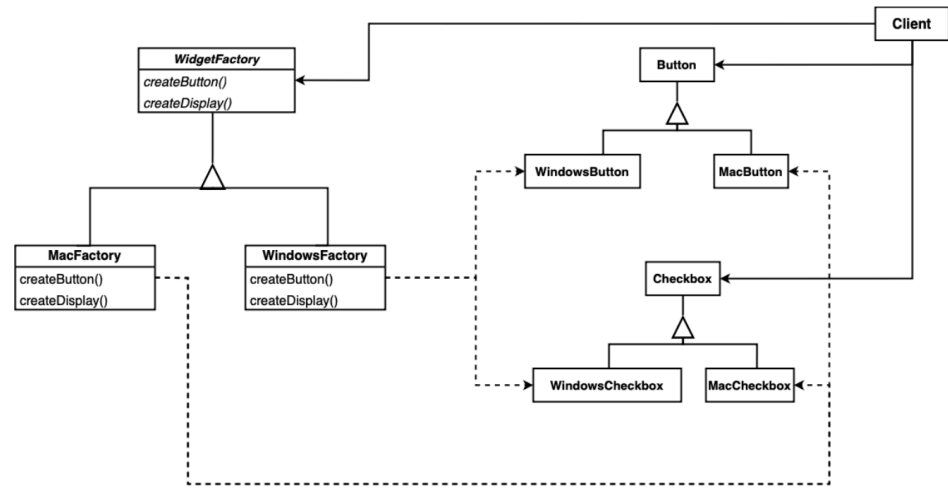 Client
WidgetFactory
createButton()
createDisplay()
Button
WindowsButton
MacButton
MacFactory
createButton()
createDisplay()
WindowsFactory
createButton()
createDisplay()
Checkbox
WindowsCheckbox
MacCheckbox